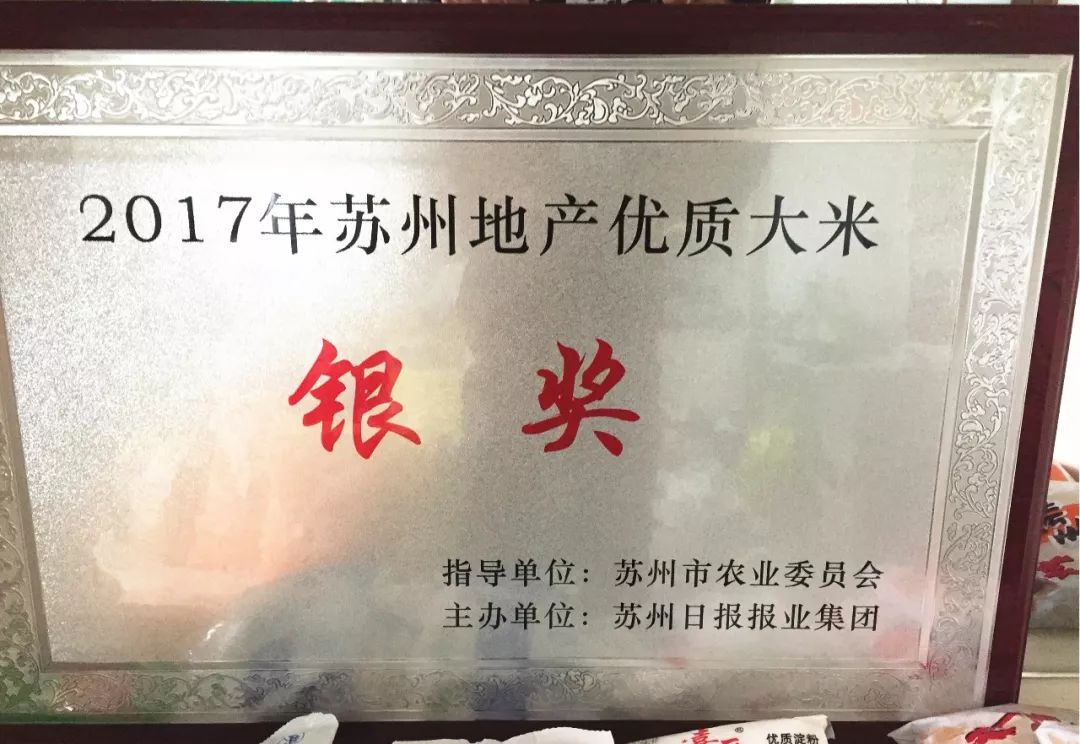 2017年苏州地产优质大米
银奖
指导单位：苏州市农业委员会
主办单位：苏州日报报业集团
优质淀粉